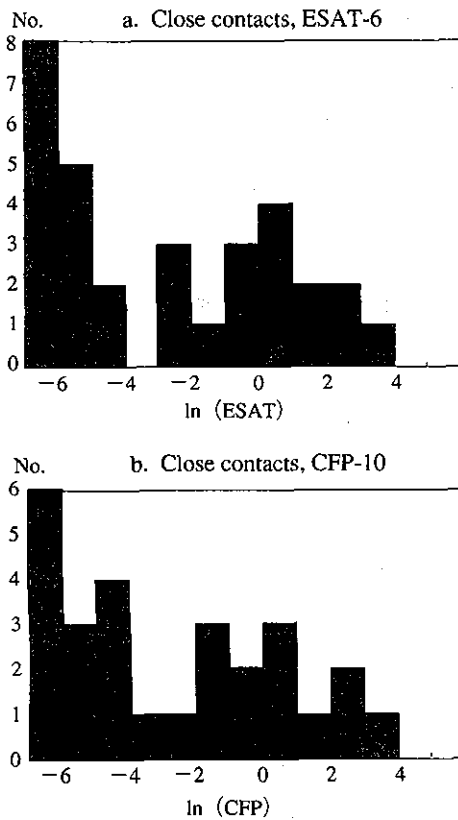 No. a. Close contacts, ESAT-6
8
7
6
5
4
3
2
1
0
−6 −4 −2 0 2 4
ln (ESAT)
No. b. Close contacts, CFP-10
6
5
4
3
2
1
0
−6 −4 −2 0 2 4
ln (CFP)